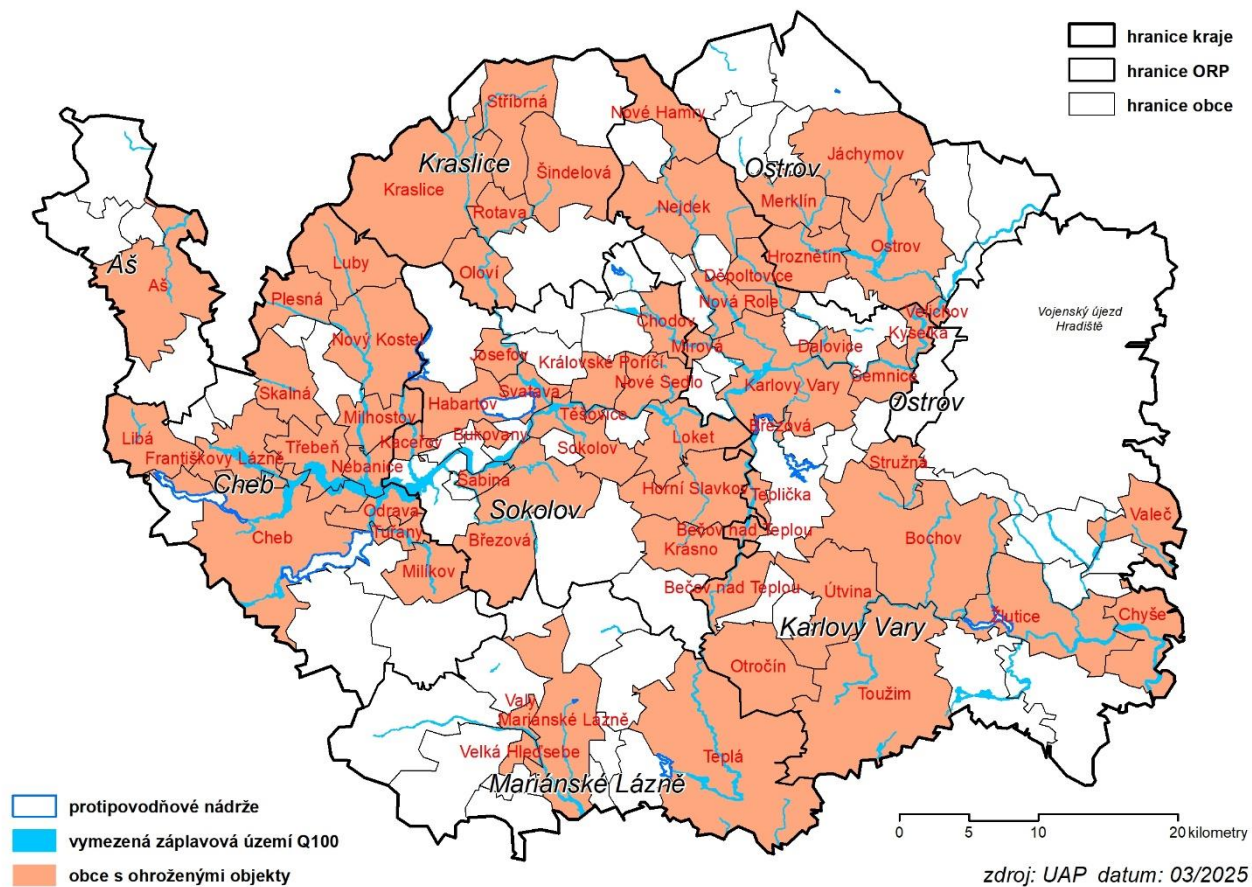 hranice kraje
hranice ORP
hranice obce
Stříbrná
Nové Hamry
Kraslice
Kraslice
Šindelová
Ostrov
Jáchymov
Rotava
Nejdek
Merklín
Aš
Aš
Luby
Oloví
Hroznětín
Ostrov
Děpoltovice
Plesná
Nová Role
Velichov
Vojenský újezd
Hradiště
Nový Kostel
Chodov
Kyselka
Josefov
Královské Poříčí
Mírová
Dalovice
Šemnice
Skalná
Svatava
Nové Sedlo
Karlovy Vary
Habartov
Ostrov
Milhostov
Těšovice
Březová
Libá
Třebeň
Kaceřov
Bukovany
Sokolov
Loket
Františkovy Lázně
Nebanice
Stružná
Cheb
Sabina
Horní Slavkov
Teplička
Odrava
Sokolov
Valeč
Cheb
Turany
Březová
Bečov nad Teplou
Bochov
Krásno
Milíkov
Bečov nad Teplou
Útvina
Žlutice
Chyše
Karlovy Vary
Otročín
Toužim
Valy
Mariánské Lázně
Velká Hleďsebe
Teplá
Mariánské Lázně
protipovodňové nádrže
vymezená záplavová území Q100
obce s ohroženými objekty
0 5 10 20 kilometry
zdroj: UAP datum: 03/2025